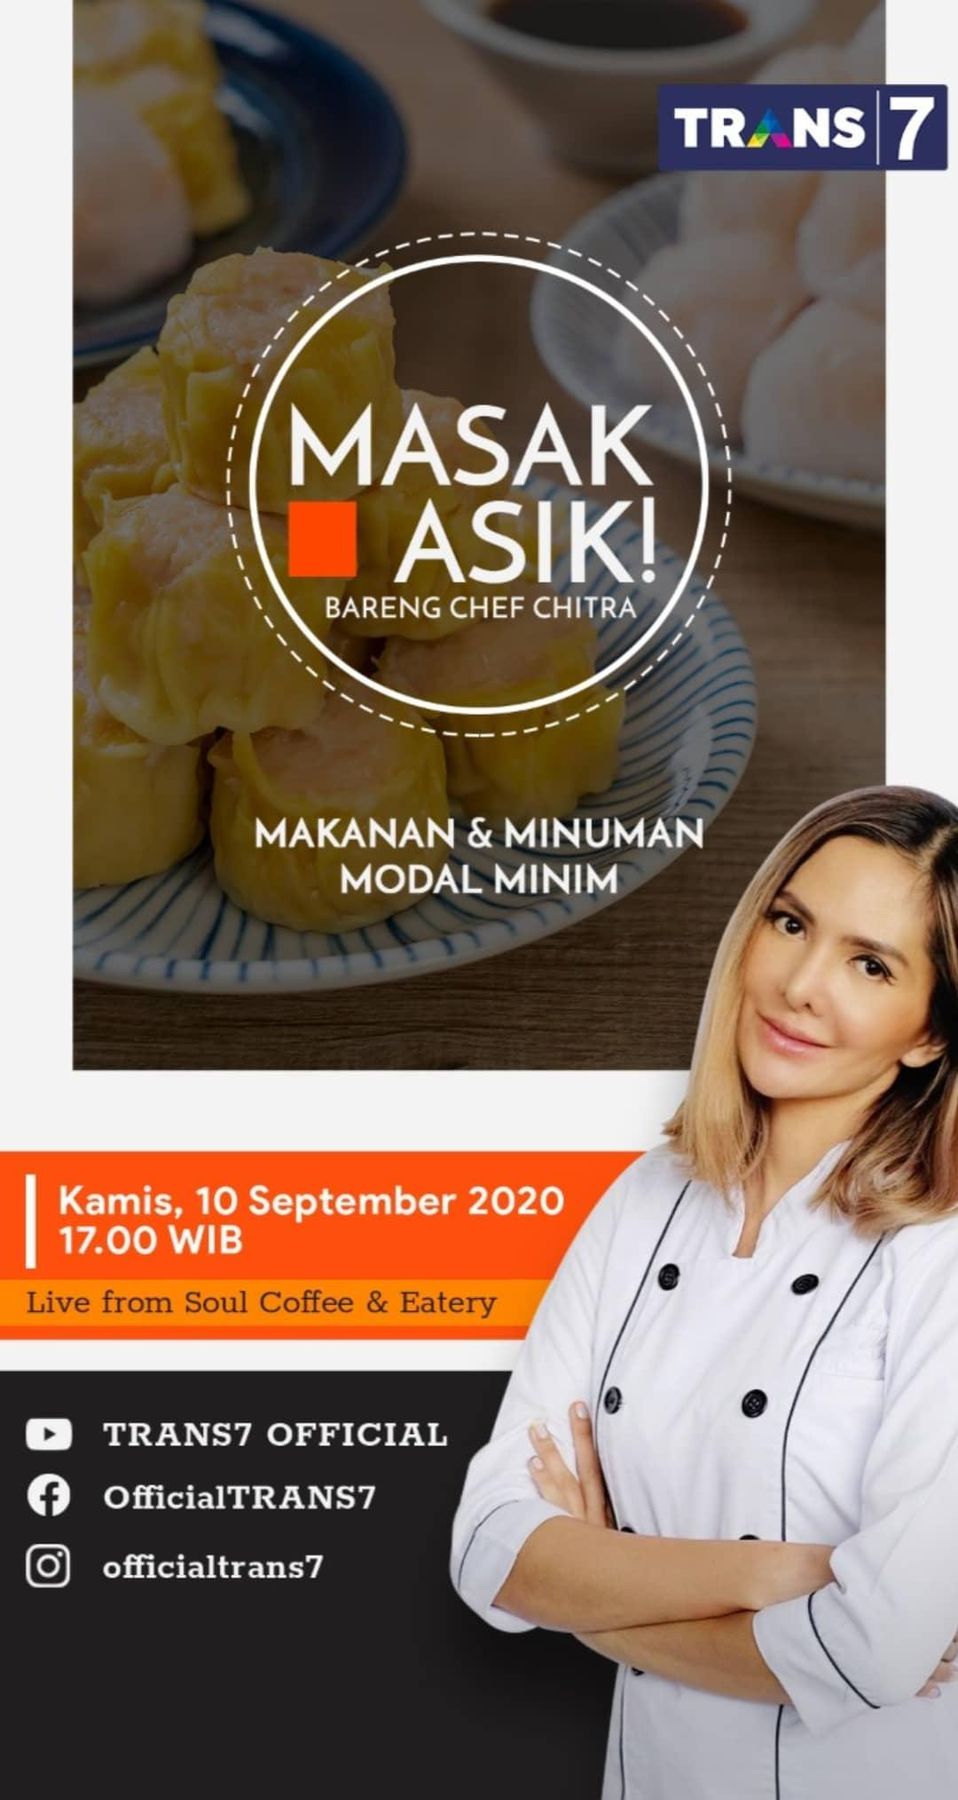 TRANS|7
MASAK
ASIK!
BARENG CHEF CHITRA
MAKANAN & MINUMAN
MODAL MINIM
Kamis, 10 September 2020
17.00 WIB
Live from Soul Coffee & Eatery
TRANS7 OFFICIAL
OfficialTRANS7
officialtrans7